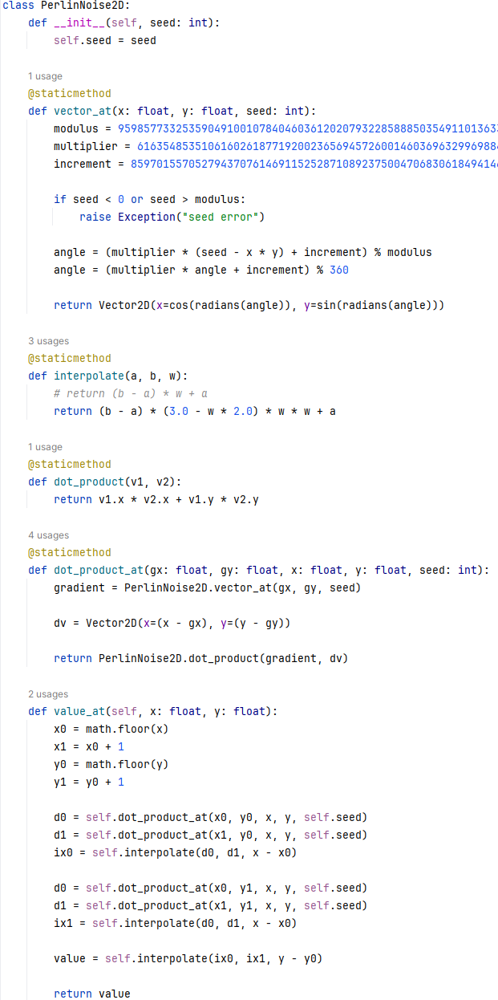 class PerlinNoise2D:
    def __init__(self, seed: int):
        self.seed = seed
    1 usage
    @staticmethod
    def vector_at(x: float, y: float, seed: int):
        modulus = 
        multiplier = 
        increment = 
        if seed < 0 or seed > modulus:
            raise Exception("seed error")
        angle = (multiplier * (seed - x * y) + increment) % modulus
        angle = (multiplier * angle + increment) % 360
        return Vector2D(x=cos(radians(angle)), y=sin(radians(angle)))
    3 usages
    @staticmethod
    def interpolate(a, b, w):
        # return (b - a) * w + a
        return (b - a) * (3.0 - w * 2.0) * w * w + a
    1 usage
    @staticmethod
    def dot_product(v1, v2):
        return v1.x * v2.x + v1.y * v2.y
    4 usages
    @staticmethod
    def dot_product_at(gx: float, gy: float, x: float, y: float, seed: int):
        gradient = PerlinNoise2D.vector_at(gx, gy, seed)
        dv = Vector2D(x=(x - gx), y=(y - gy))
        return PerlinNoise2D.dot_product(gradient, dv)
    2 usages
    def value_at(self, x: float, y: float):
        x0 = math.floor(x)
        x1 = x0 + 1
        y0 = math.floor(y)
        y1 = y0 + 1
        d0 = self.dot_product_at(x0, y0, x, y, self.seed)
        d1 = self.dot_product_at(x1, y0, x, y, self.seed)
        ix0 = self.interpolate(d0, d1, x - x0)
        d0 = self.dot_product_at(x0, y1, x, y, self.seed)
        d1 = self.dot_product_at(x1, y1, x, y, self.seed)
        ix1 = self.interpolate(d0, d1, x - x0)
        value = self.interpolate(ix0, ix1, y - y0)
        return value